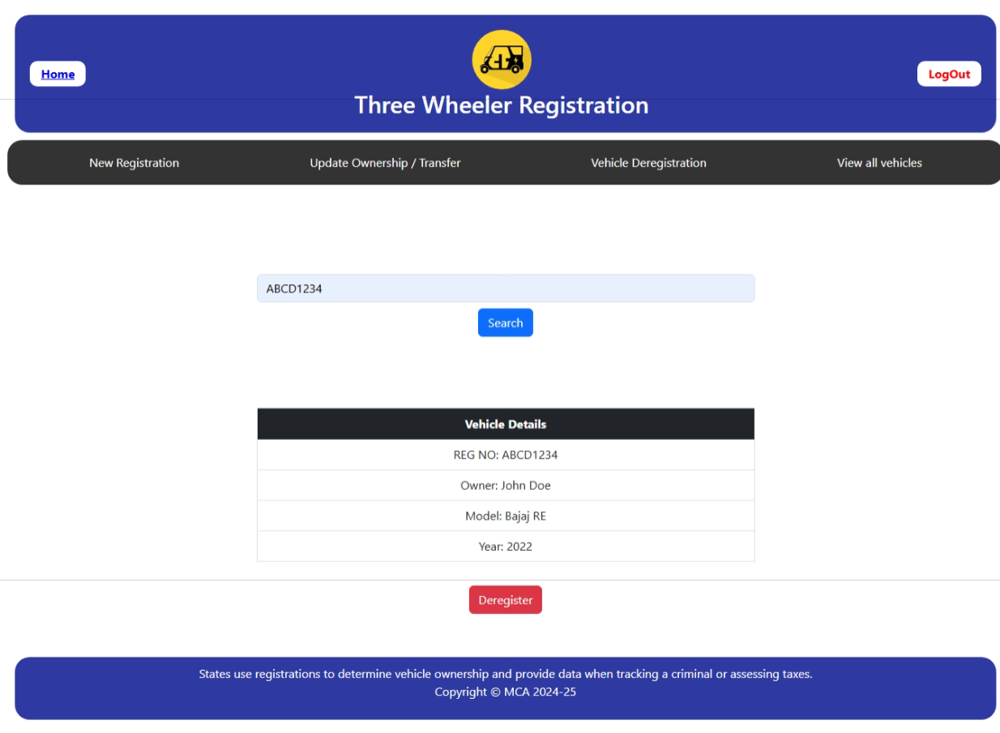 Home
LogOut
Three Wheeler Registration
New Registration
Update Ownership / Transfer
Vehicle Deregistration
View all vehicles
ABCD1234
Search
Vehicle Details
REG NO: ABCD1234
Owner: John Doe
Model: Bajaj RE
Year: 2022
Deregister
States use registrations to determine vehicle ownership and provide data when tracking a criminal or assessing taxes.
Copyright © MCA 2024-25